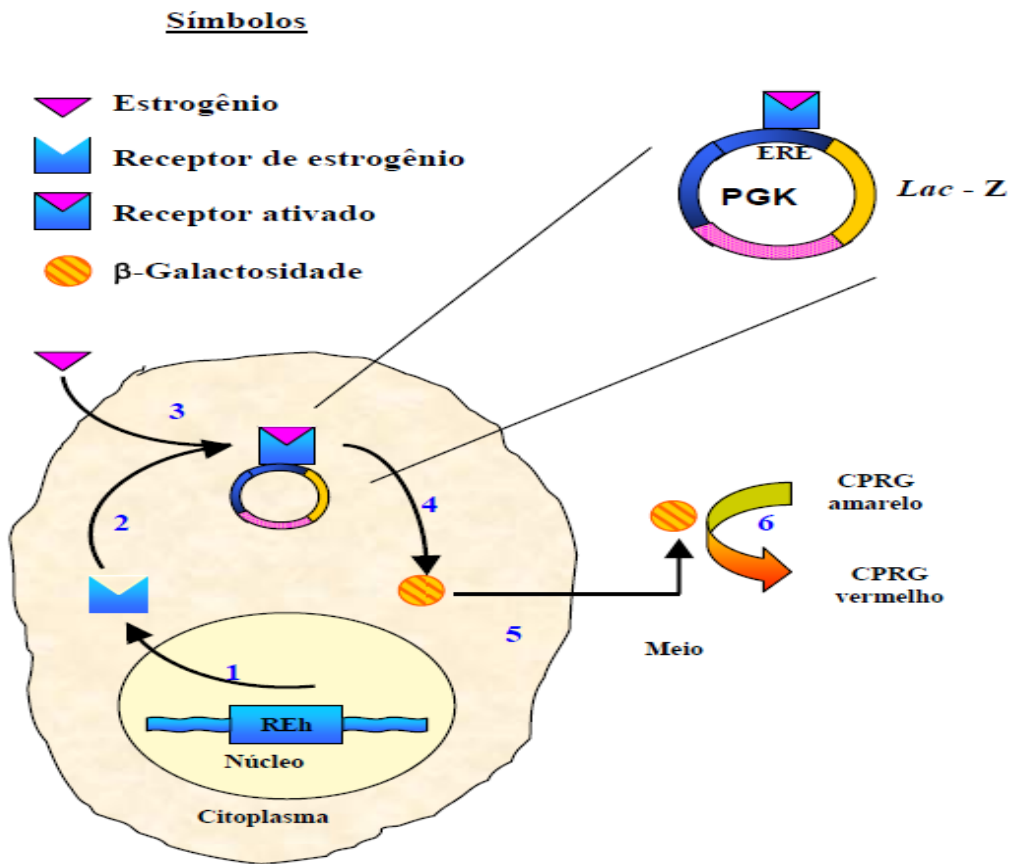 Símbolos
Estrogênio
Receptor de estrogênio
Receptor ativado
β-Galactosidade
ERE
PGK
Lac - Z
3
2
4
1
5
6
CPRG
amarelo
CPRG
vermelho
Meio
REh
Núcleo
Citoplasma